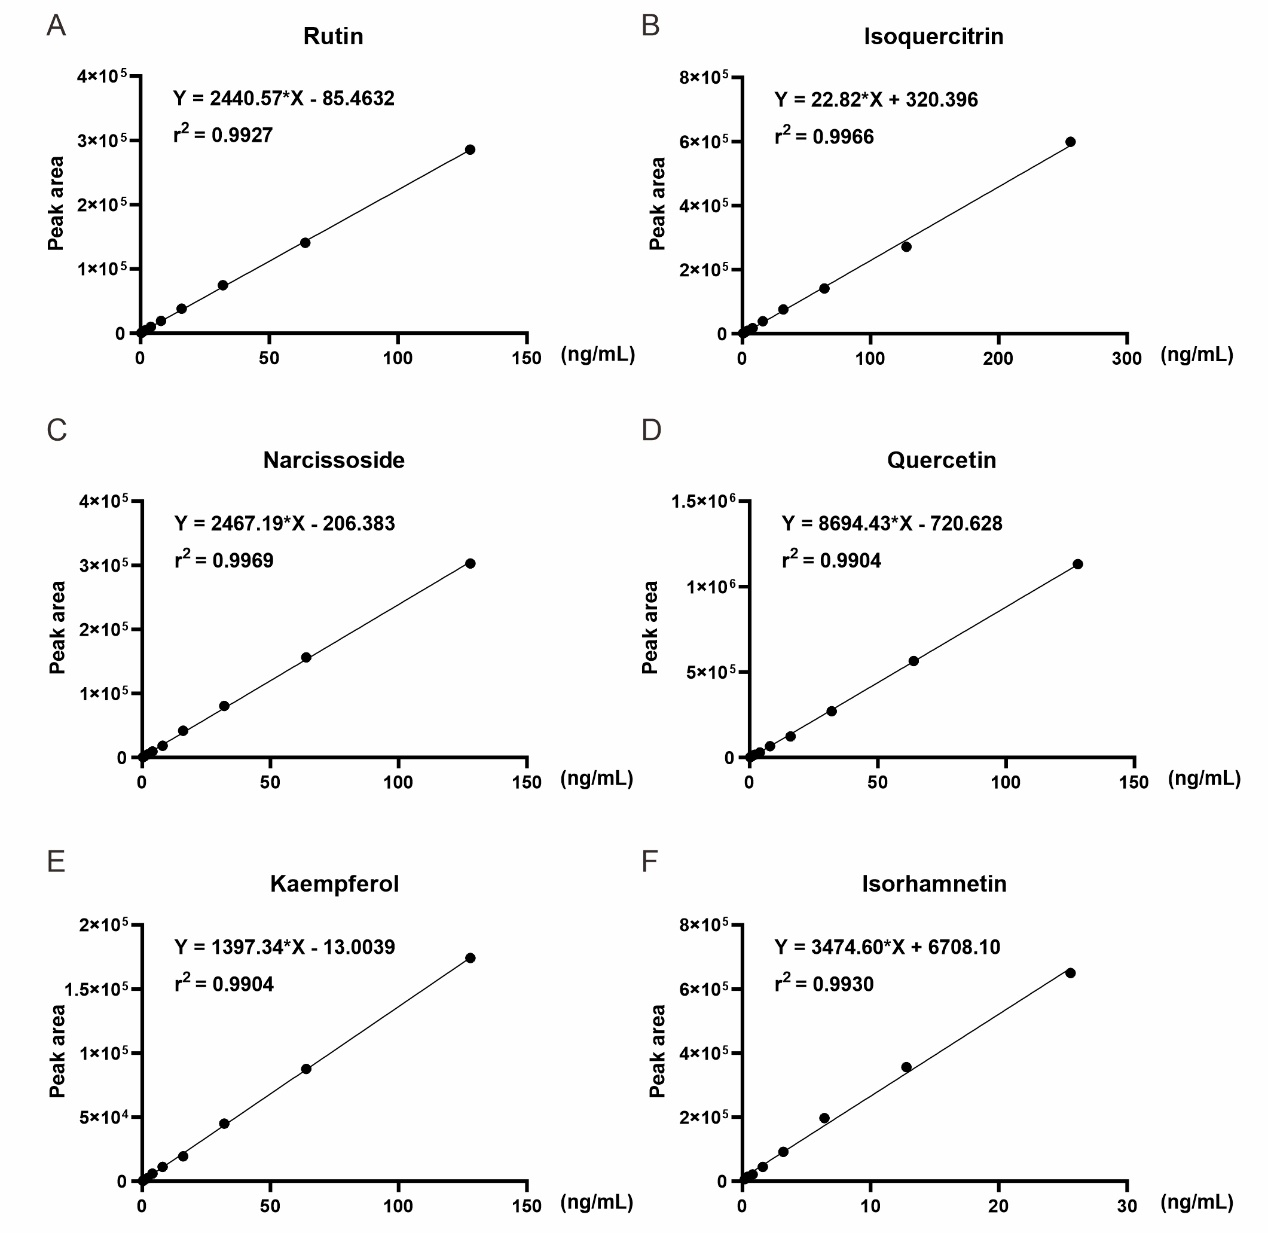 A
Rutin
Y = 2440.57*X - 85.4632
r² = 0.9927
Peak area
4×10⁵
3×10⁵
2×10⁵
1×10⁵
0
0 50 100 150 (ng/mL)
B
Isoquercitrin
Y = 22.82*X + 320.396
r² = 0.9966
Peak area
8×10⁵
6×10⁵
4×10⁵
2×10⁵
0
0 100 200 300 (ng/mL)
C
Narcissoside
Y = 2467.19*X - 206.383
r² = 0.9969
Peak area
4×10⁵
3×10⁵
2×10⁵
1×10⁵
0
0 50 100 150 (ng/mL)
D
Quercetin
Y = 8694.43*X - 720.628
r² = 0.9904
Peak area
1.5×10⁶
1×10⁶
5×10⁵
0
0 50 100 150 (ng/mL)
E
Kaempferol
Y = 1397.34*X - 13.0039
r² = 0.9904
Peak area
2×10⁵
1.5×10⁵
1×10⁵
5×10⁴
0
0 50 100 150 (ng/mL)
F
Isorhamnetin
Y = 3474.60*X + 6708.10
r² = 0.9930
Peak area
8×10⁵
6×10⁵
4×10⁵
2×10⁵
0
0 10 20 30 (ng/mL)